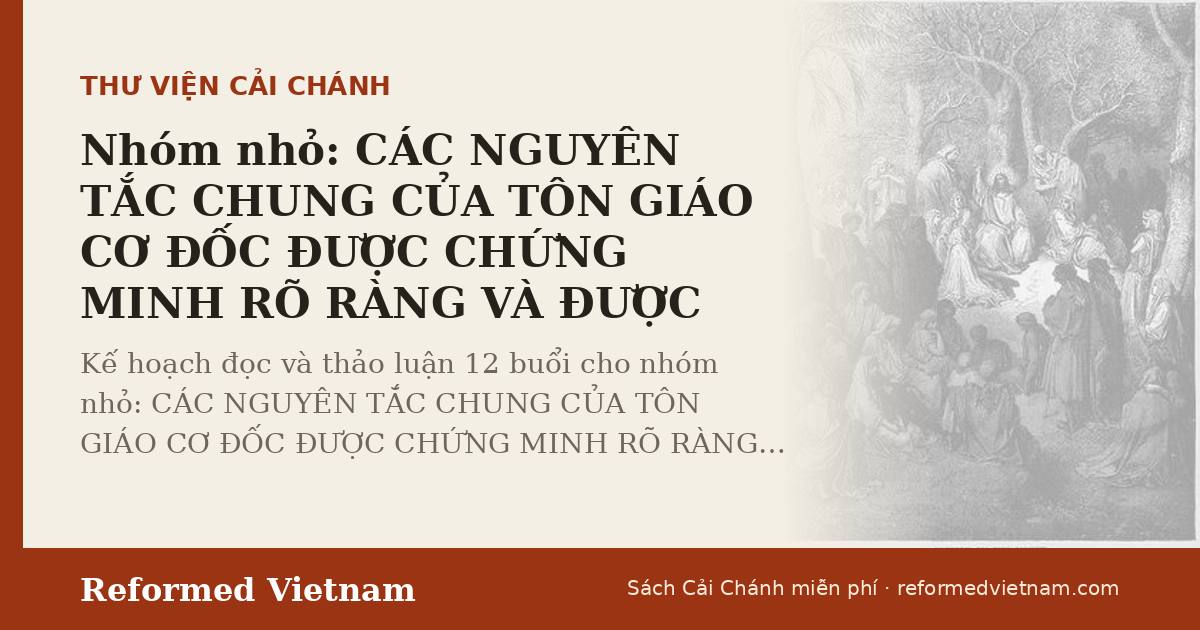 THƯ VIỆN CẢI CHÁNH
Nhóm nhỏ: CÁC NGUYÊN
TẮC CHUNG CỦA TÔN GIÁO
CƠ ĐỐC ĐƯỢC CHỨNG
MINH RÕ RÀNG VÀ ĐƯỢC
Kế hoạch đọc và thảo luận 12 buổi cho nhóm
nhỏ: CÁC NGUYÊN TẮC CHUNG CỦA TÔN
GIÁO CƠ ĐỐC ĐƯỢC CHỨNG MINH RÕ RÀNG...
Reformed Vietnam
Sách Cải Chánh miễn phí · reformedvietnam.com